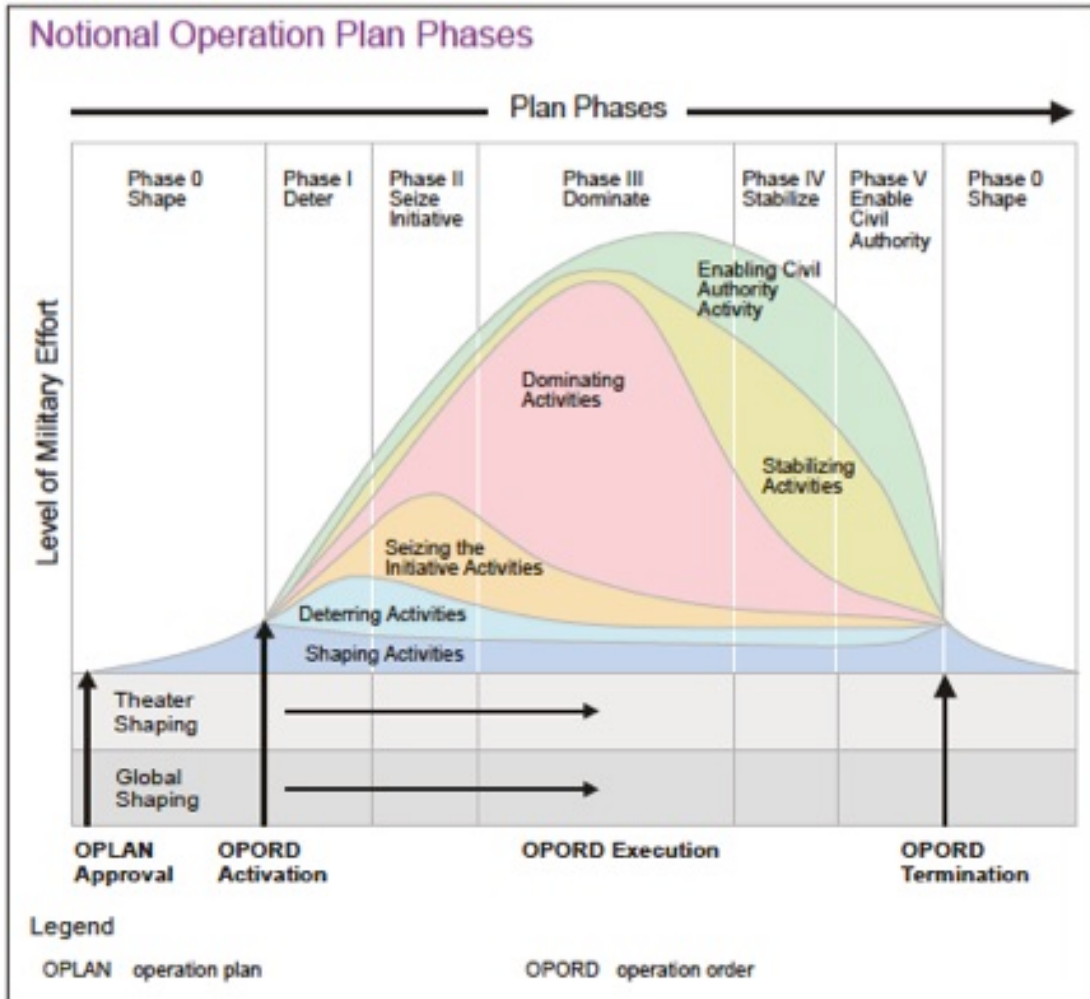 Notional Operation Plan Phases
Plan Phases
Phase 0
Shape
Phase I
Deter
Phase II
Seize
Initiative
Phase III
Dominate
Phase IV
Stabilize
Phase V
Enable
Civil
Authority
Phase 0
Shape
Level of Military Effort
Enabling Civil
Authority
Activity
Dominating
Activities
Stabilizing
Activities
Seizing the
Initiative Activities
Deterring Activities
Shaping Activities
Theater
Shaping
Global
Shaping
OPLAN
Approval
OPORD
Activation
OPORD Execution
OPORD
Termination
Legend
OPLAN operation plan
OPORD operation order